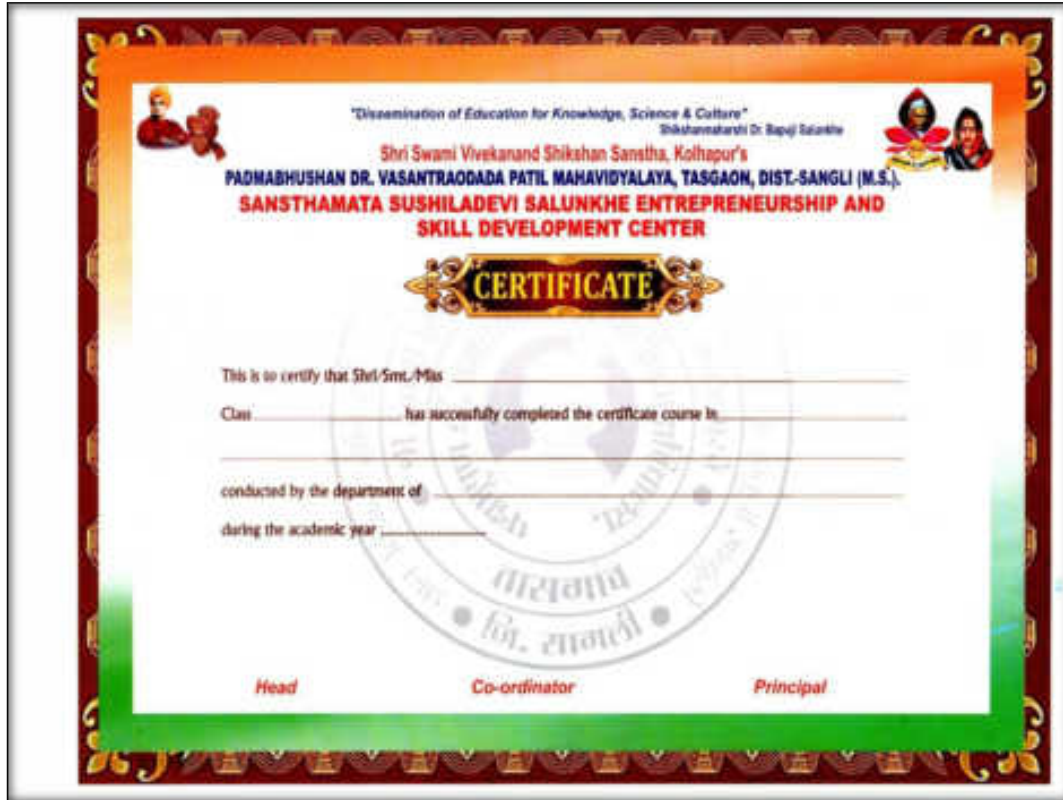 "Dissemination of Education for Knowledge, Science & Culture"
Shikshanmaharshi Dr. Bapuji Salunkhe
Shri Swami Vivekanand Shikshan Sanstha, Kolhapur's
PADMABHUSHAN DR. VASANTRAODADA PATIL MAHAVIDYALAYA, TASGAON, DIST.-SANGLI (M.S.).
SANSTHAMATA SUSHILADEVI SALUNKHE ENTREPRENEURSHIP AND
SKILL DEVELOPMENT CENTER
CERTIFICATE
This is to certify that Shri/Smt./Miss
Class has successfully completed the certificate course in
conducted by the department of
during the academic year
तासगाव
जि. सांगली
Head Co-ordinator Principal